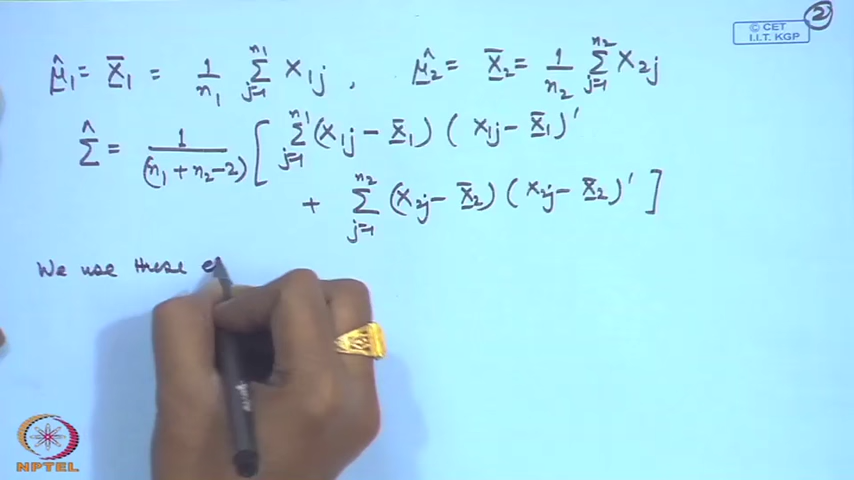 © CET
I.I.T. KGP
2
μ̂₁ = X̄₁ = 1/n₁ Σ_{j=1}^{n₁} X₁ⱼ , μ̂₂ = X̄₂ = 1/n₂ Σ_{j=1}^{n₂} X₂ⱼ
Σ̂ = 1/(n₁+n₂-2) [ Σ_{j=1}^{n₁} (X₁ⱼ - X̄₁) (X₁ⱼ - X̄₁)'
+ Σ_{j=1}^{n₂} (X₂ⱼ - X̄₂) (X₂ⱼ - X̄₂)' ]
We use these
NPTEL